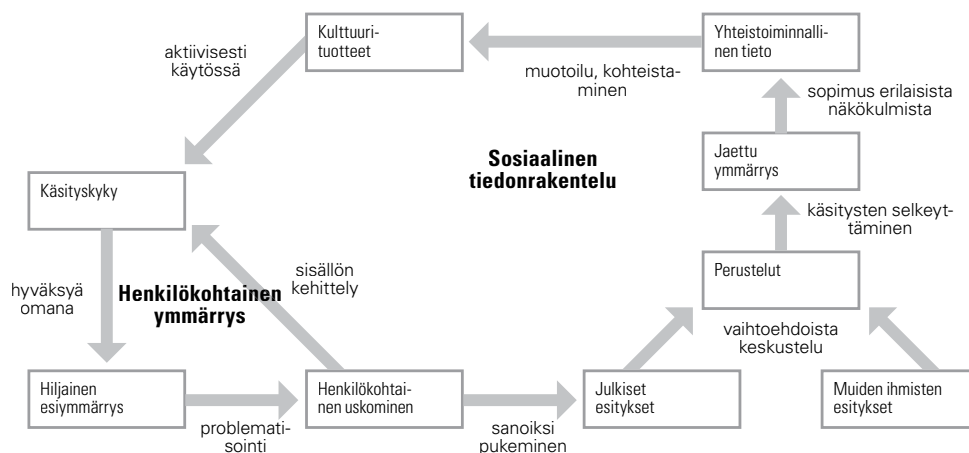 Kulttuuri-
tuotteet
Yhteistoiminnalli-
nen tieto
aktiivisesti
käytössä
muotoilu, kohteista-
minen
sopimus erilaisista
näkökulmista
Sosiaalinen
tiedonrakentelu
Jaettu
ymmärrys
Käsityskyky
käsitysten selkeyt-
täminen
sisällön
kehittely
Perustelut
hyväksyä
omana
Henkilökohtainen
ymmärrys
vaihtoehdoista
keskustelu
Hiljainen
esiymmärrys
Henkilökohtai-
nen uskominen
Julkiset
esitykset
Muiden ihmisten
esitykset
problemati-
sointi
sanoiksi
pukeminen